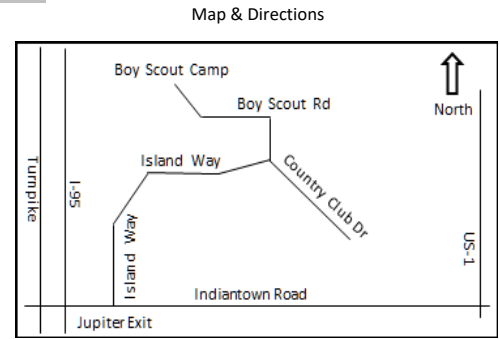 Map & Directions
Boy Scout Camp
North
Boy Scout Rd
Island Way
Country Club Dr
Turnpike
I-95
Island Way
US-1
Indiantown Road
Jupiter Exit